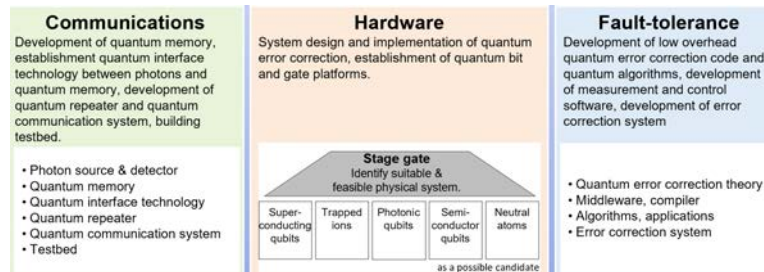 Communications
Development of quantum memory,
establishment quantum interface
technology between photons and
quantum memory, development of
quantum repeater and quantum
communication system, building
testbed.
• Photon source & detector
• Quantum memory
• Quantum interface technology
• Quantum repeater
• Quantum communication system
• Testbed
Hardware
System design and implementation of quantum
error correction, establishment of quantum bit
and gate platforms.
Stage gate
Identify suitable &
feasible physical system.
Super-
conducting
qubits
Trapped
ions
Photonic
qubits
Semi-
conductor
qubits
Neutral
atoms
as a possible candidate
Fault-tolerance
Development of low overhead
quantum error correction code and
quantum algorithms, development
of measurement and control
software, development of error
correction system
• Quantum error correction theory
• Middleware, compiler
• Algorithms, applications
• Error correction system